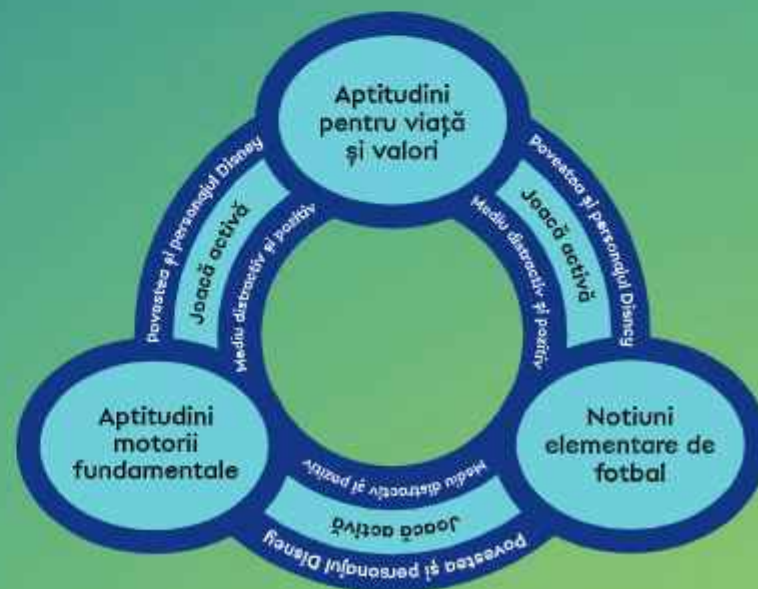 Aptitudini
pentru viață
și valori
Povestea și personajul Disney
Joacă activă
Mediu distractiv și pozitiv
Povestea și personajul Disney
Joacă activă
Mediu distractiv și pozitiv
Aptitudini
motorii
fundamentale
Notiuni
elementare de
fotbal
Mediu distractiv și pozitiv
Joacă activă
Povestea și personajul Disney